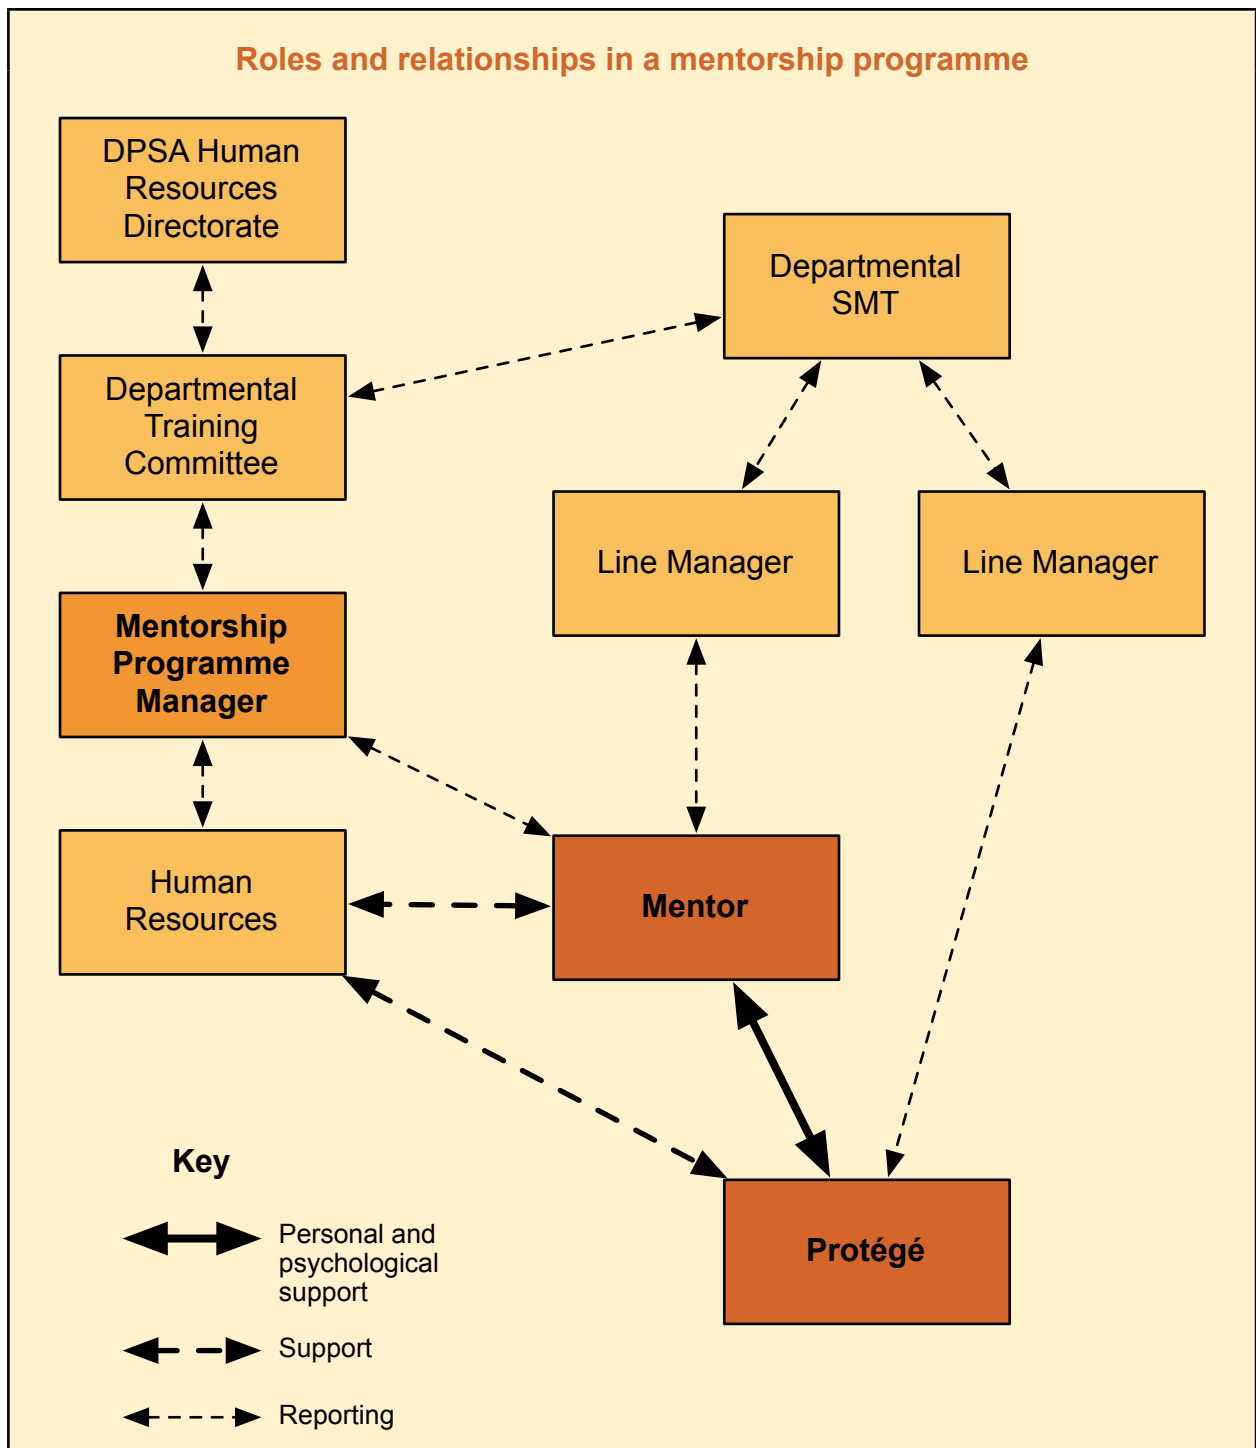 Roles and relationships in a mentorship programme
DPSA Human
Resources
Directorate
Departmental
SMT
Departmental
Training
Committee
Line Manager
Line Manager
Mentorship
Programme
Manager
Human
Resources
Mentor
Protégé
Key
Personal and
psychological
support
Support
Reporting